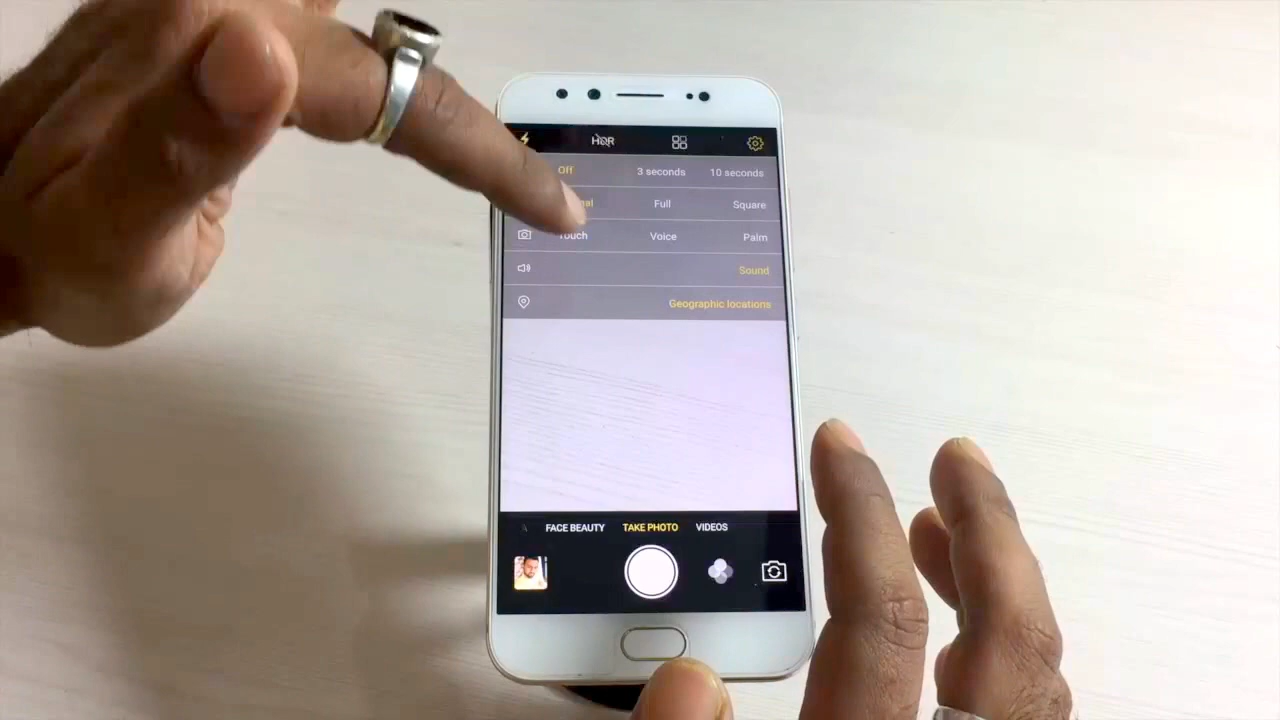 HDR
Off 3 seconds 10 seconds
Full Square
Touch Voice Palm
Sound
Geographic locations
FACE BEAUTY TAKE PHOTO VIDEOS